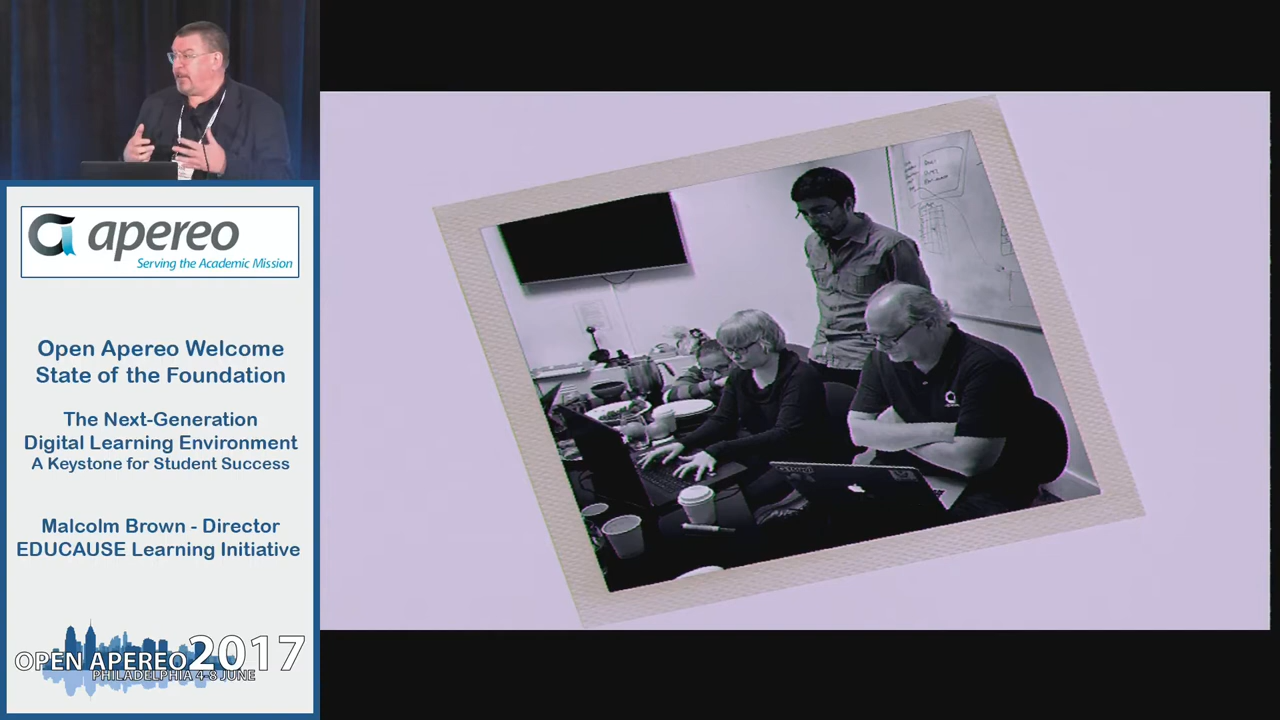 apereo
Serving the Academic Mission
Open Apereo Welcome
State of the Foundation
The Next-Generation
Digital Learning Environment
A Keystone for Student Success
Malcolm Brown - Director
EDUCAUSE Learning Initiative
OPEN APEREO 2017
PHILADELPHIA 4-8 JUNE